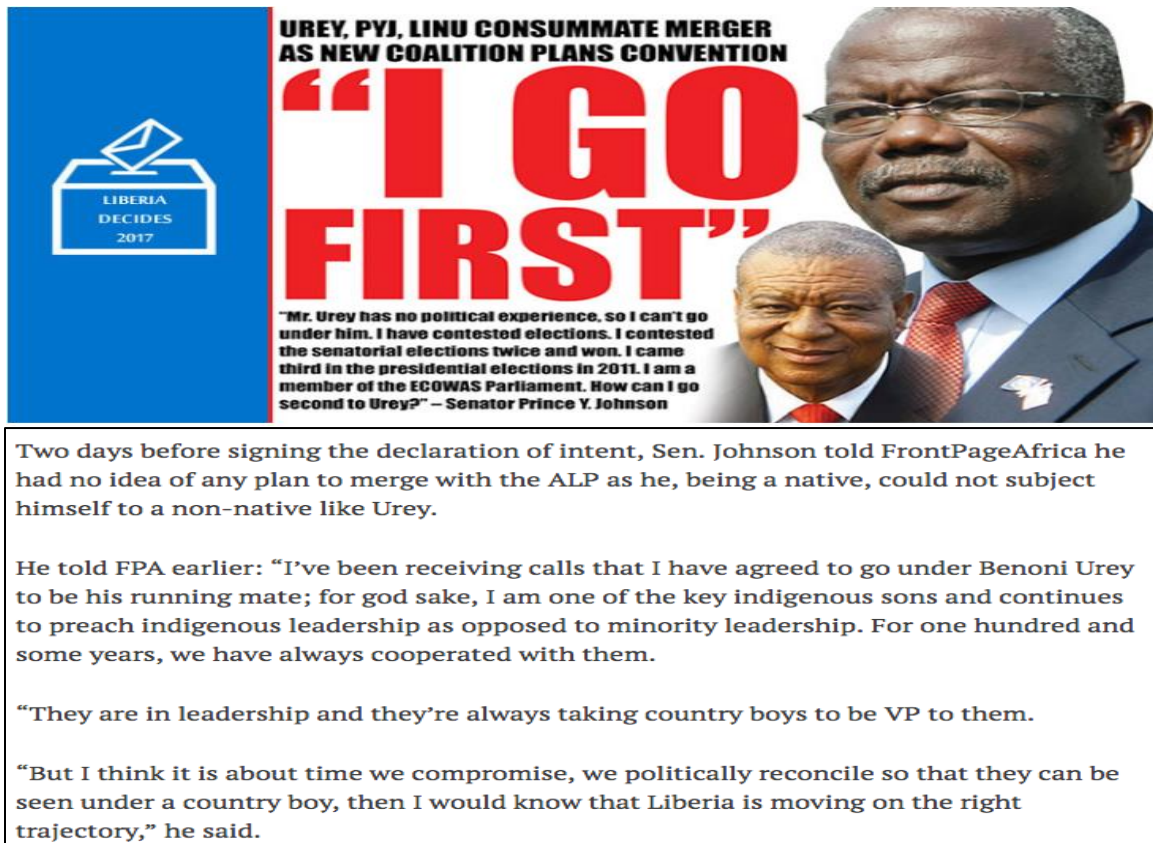 UREY, PYJ, LINU CONSUMMATE MERGER
AS NEW COALITION PLANS CONVENTION
“I GO
FIRST”
LIBERIA
DECIDES
2017
"Mr. Urey has no political experience, so I can't go
under him. I have contested elections. I contested
the senatorial elections twice and won. I came
third in the presidential elections in 2011. I am a
member of the ECOWAS Parliament. How can I go
second to Urey?" – Senator Prince Y. Johnson
Two days before signing the declaration of intent, Sen. Johnson told FrontPageAfrica he
had no idea of any plan to merge with the ALP as he, being a native, could not subject
himself to a non-native like Urey.
He told FPA earlier: “I’ve been receiving calls that I have agreed to go under Benoni Urey
to be his running mate; for god sake, I am one of the key indigenous sons and continues
to preach indigenous leadership as opposed to minority leadership. For one hundred and
some years, we have always cooperated with them.
“They are in leadership and they’re always taking country boys to be VP to them.
“But I think it is about time we compromise, we politically reconcile so that they can be
seen under a country boy, then I would know that Liberia is moving on the right
trajectory,” he said.